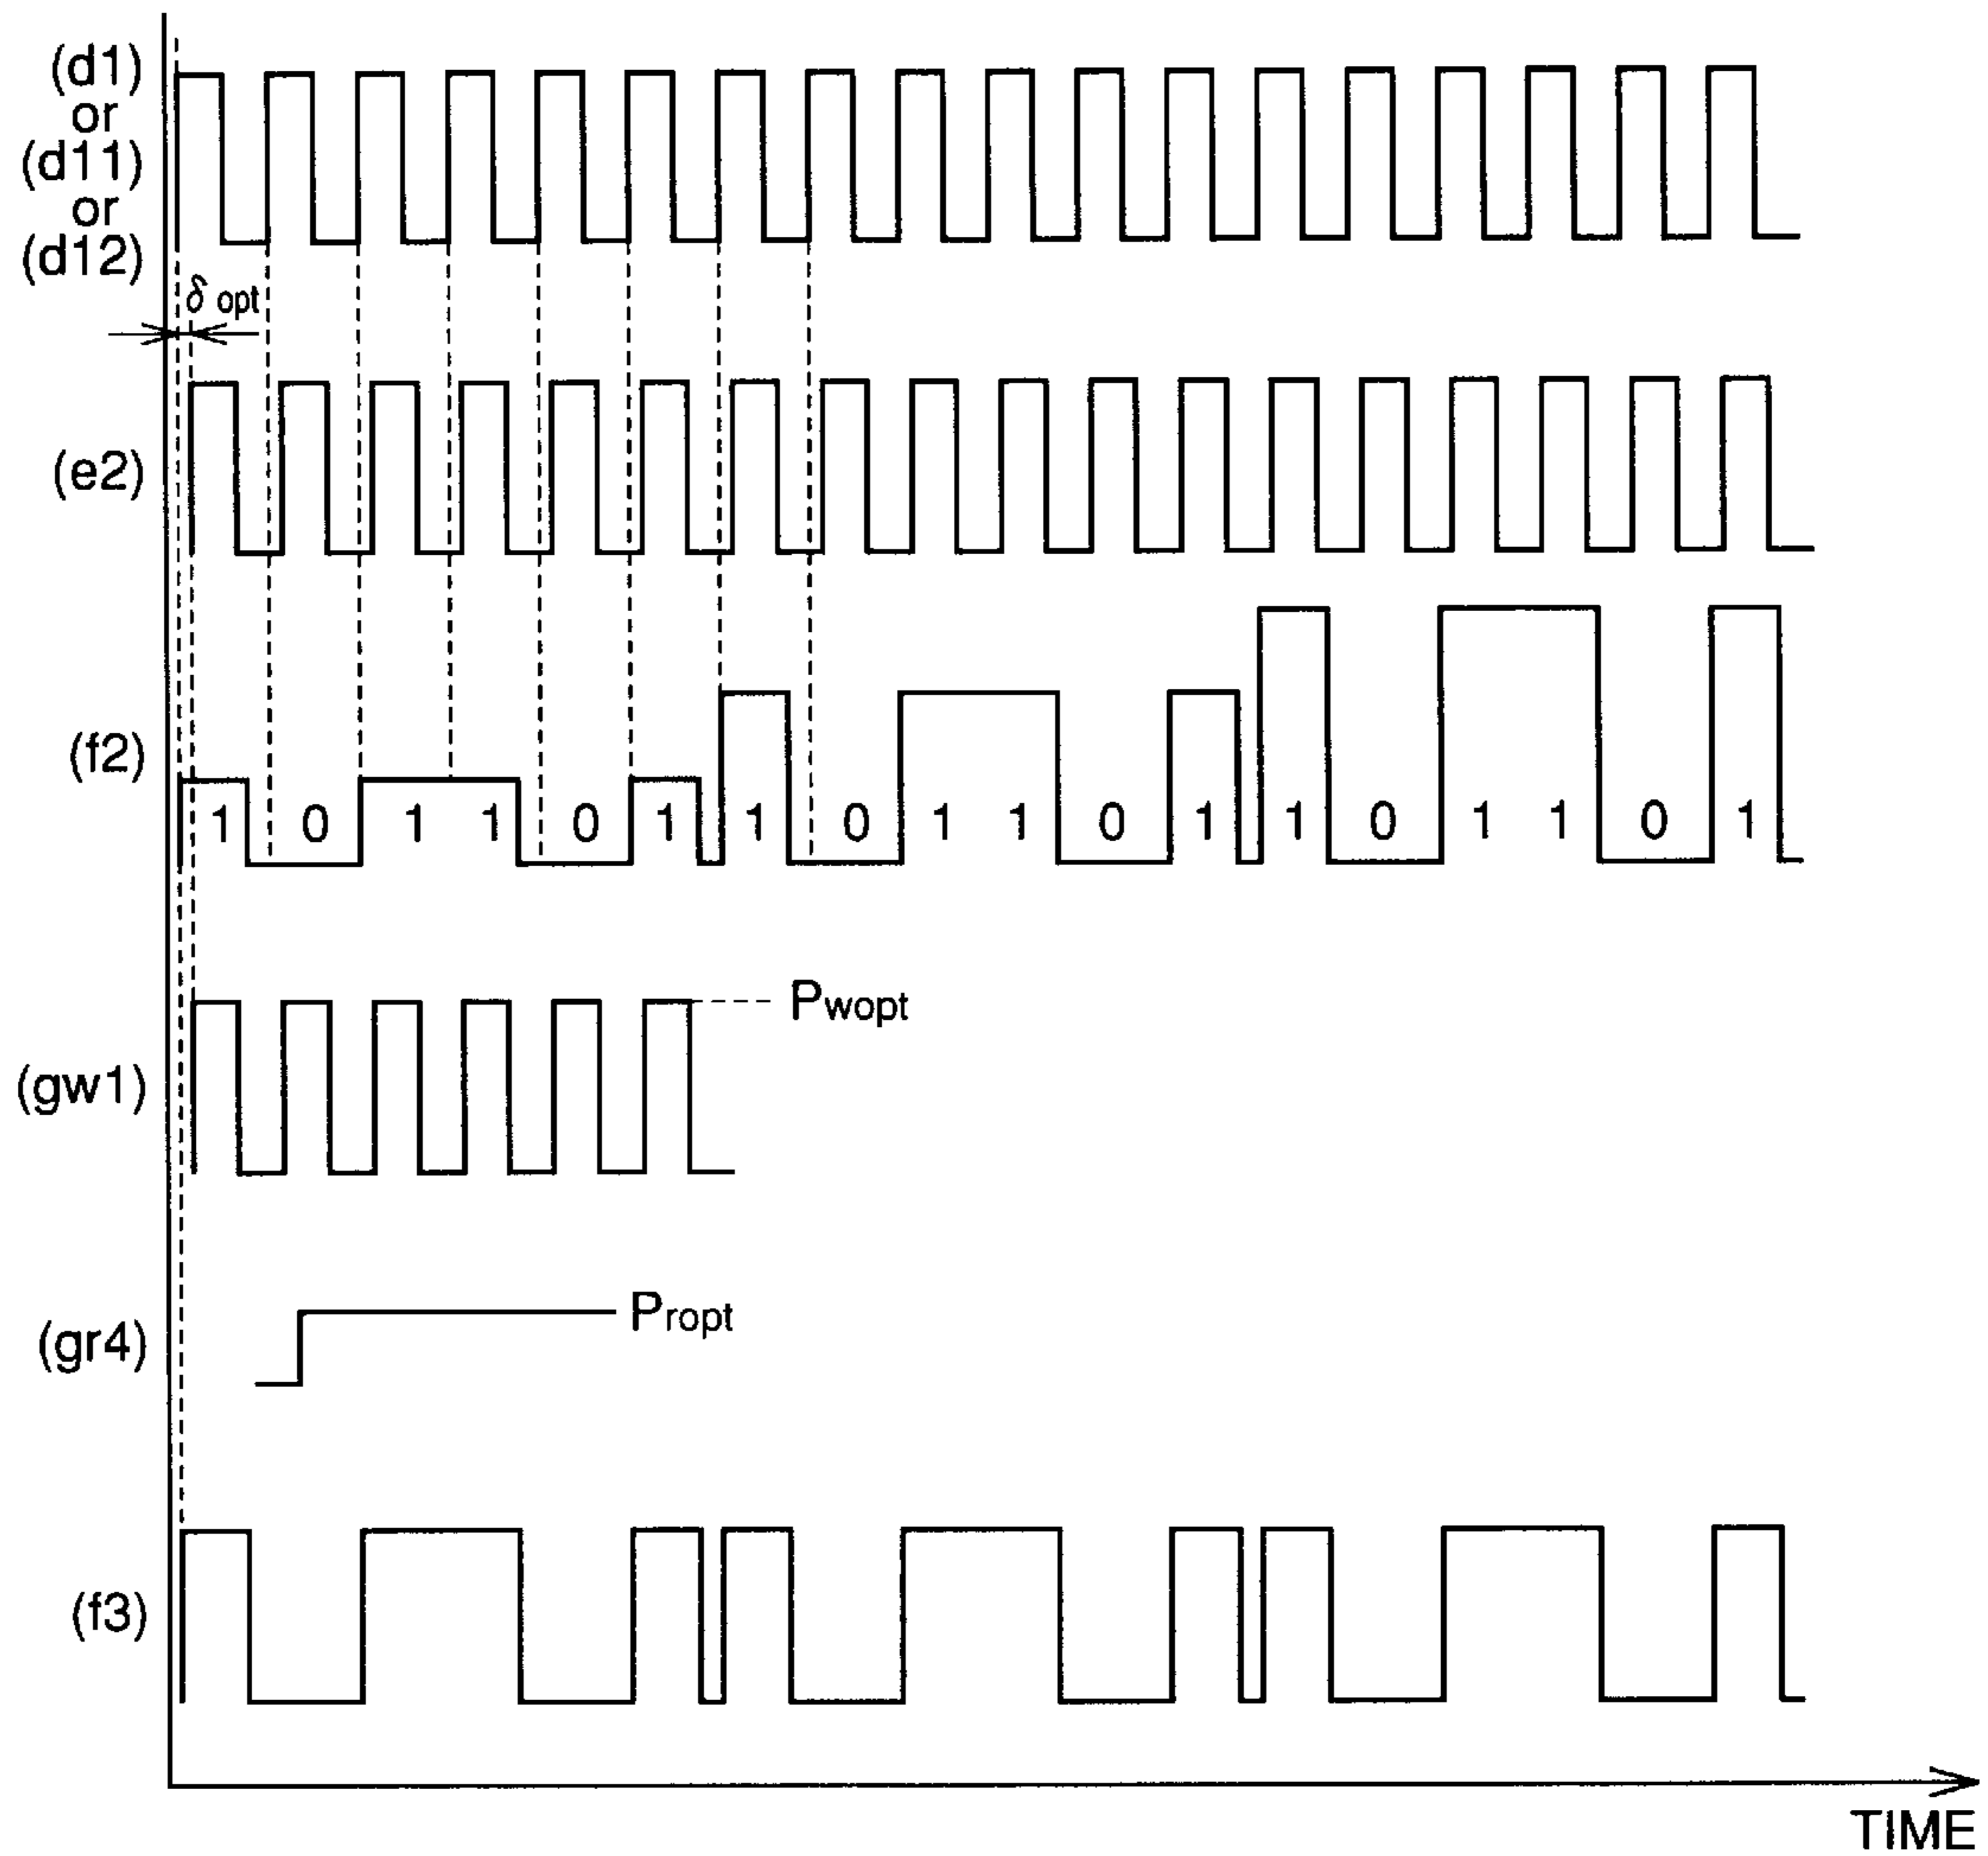 (d1)
or
(d11)
or
(d12)
δ opt
(e2)
(f2)
1 0 1 1 0 1 1 0 1 1 0 1 1 0 1 1 0 1
(gw1)
Pwopt
(gr4)
Propt
(f3)
TIME